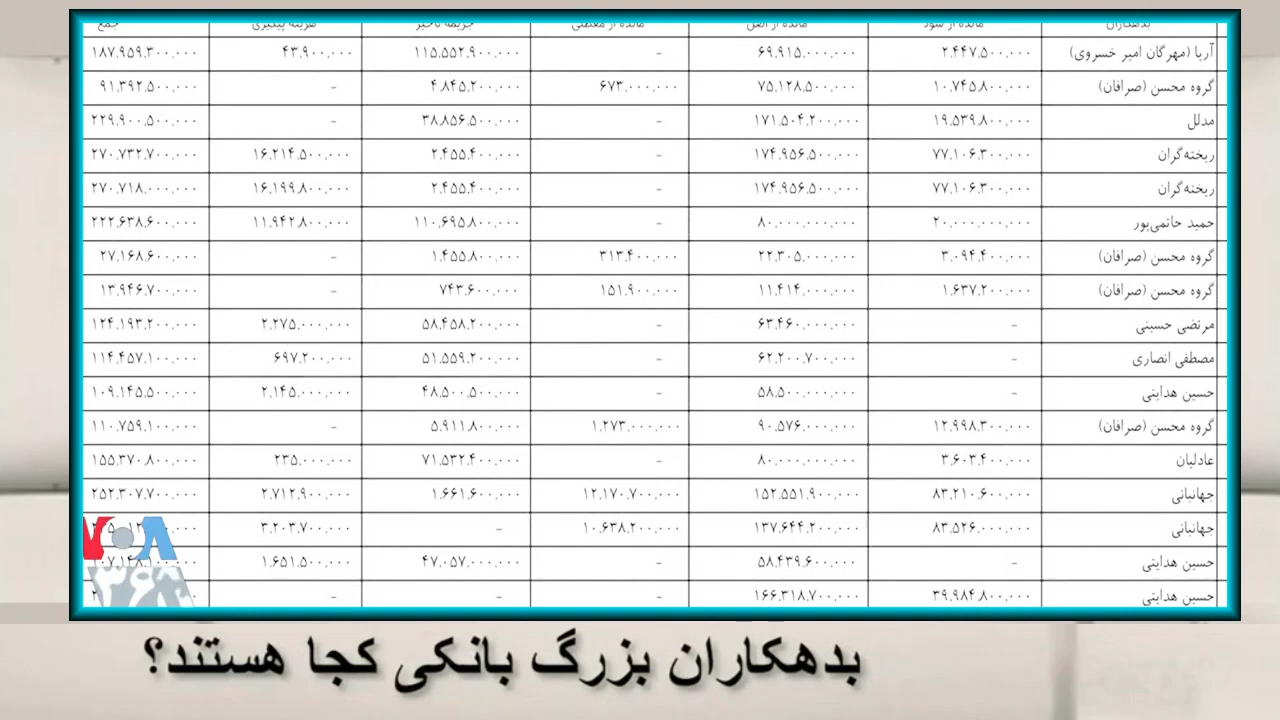 بدهکاران مانده از سود مانده از اصل مانده از معطلی جریمه تأخیر هزینه پیگیری جمع
آریا (مهرگان امیر خسروی) ۲.۴۴۷,۵۰۰,۰۰۰ ۶۹.۹۱۵,۰۰۰,۰۰۰ - ۱۱۵.۵۵۲,۹۰۰,۰۰۰ ۴۳,۹۰۰,۰۰۰ ۱۸۷.۹۵۹,۳۰۰,۰۰۰
گروه محسن (صرافان) ۱۰.۷۴۵,۸۰۰,۰۰۰ ۷۵.۱۲۸,۵۰۰,۰۰۰ ۶۷۳,۰۰۰,۰۰۰ ۴.۸۴۵,۲۰۰,۰۰۰ - ۹۱.۳۹۲,۵۰۰,۰۰۰
مدلل ۱۹.۵۳۹,۸۰۰,۰۰۰ ۱۷۱.۵۰۴,۲۰۰,۰۰۰ - ۳۸.۸۵۶,۵۰۰,۰۰۰ - ۲۲۹.۹۰۰,۵۰۰,۰۰۰
ریخته‌گران ۷۷.۱۰۶,۳۰۰,۰۰۰ ۱۷۴.۹۵۶,۵۰۰,۰۰۰ - ۲.۴۵۵,۴۰۰,۰۰۰ ۱۶.۲۱۴,۵۰۰,۰۰۰ ۲۷۰.۷۳۲,۷۰۰,۰۰۰
ریخته‌گران ۷۷.۱۰۶,۳۰۰,۰۰۰ ۱۷۴.۹۵۶,۵۰۰,۰۰۰ - ۲.۴۵۵,۴۰۰,۰۰۰ ۱۶.۱۹۹,۸۰۰,۰۰۰ ۲۷۰.۷۱۸,۰۰۰,۰۰۰
حمید حاتمی‌پور ۲۰.۰۰۰,۰۰۰,۰۰۰ ۸۰.۰۰۰,۰۰۰,۰۰۰ - ۱۱۰.۶۹۵,۸۰۰,۰۰۰ ۱۱.۹۴۲,۸۰۰,۰۰۰ ۲۲۲.۶۳۸,۶۰۰,۰۰۰
گروه محسن (صرافان) ۳.۰۹۴,۴۰۰,۰۰۰ ۲۲.۳۰۵,۰۰۰,۰۰۰ ۳۱۳,۴۰۰,۰۰۰ ۱.۴۵۵,۸۰۰,۰۰۰ - ۲۷.۱۶۸,۶۰۰,۰۰۰
گروه محسن (صرافان) ۱.۶۳۷,۲۰۰,۰۰۰ ۱۱.۴۱۴,۰۰۰,۰۰۰ ۱۵۱,۹۰۰,۰۰۰ ۷۴۳,۶۰۰,۰۰۰ - ۱۳.۹۴۶,۷۰۰,۰۰۰
مرتضی حسینی - ۶۳.۴۶۰,۰۰۰,۰۰۰ - ۵۸.۴۵۸,۲۰۰,۰۰۰ ۲.۲۷۵,۰۰۰,۰۰۰ ۱۲۴.۱۹۳,۲۰۰,۰۰۰
مصطفی انصاری - ۶۲.۲۰۰,۷۰۰,۰۰۰ - ۵۱.۵۵۹,۲۰۰,۰۰۰ ۶۹۷,۲۰۰,۰۰۰ ۱۱۴.۴۵۷,۱۰۰,۰۰۰
حسین هدایتی - ۵۸.۵۰۰,۰۰۰,۰۰۰ - ۴۸.۵۰۰,۵۰۰,۰۰۰ ۲.۱۴۵,۰۰۰,۰۰۰ ۱۰۹.۱۴۵,۵۰۰,۰۰۰
گروه محسن (صرافان) ۱۲.۹۹۸,۳۰۰,۰۰۰ ۹۰.۵۷۶,۰۰۰,۰۰۰ ۱.۲۷۳,۰۰۰,۰۰۰ ۵.۹۱۱,۸۰۰,۰۰۰ - ۱۱۰.۷۵۹,۱۰۰,۰۰۰
عادلیان ۳.۶۰۳,۴۰۰,۰۰۰ ۸۰.۰۰۰,۰۰۰,۰۰۰ - ۷۱.۵۳۲,۴۰۰,۰۰۰ ۲۳۵,۰۰۰,۰۰۰ ۱۵۵.۳۷۰,۸۰۰,۰۰۰
جهانبانی ۸۳.۲۱۰,۶۰۰,۰۰۰ ۱۵۲.۵۵۱,۹۰۰,۰۰۰ ۱۲.۱۷۰,۷۰۰,۰۰۰ ۱.۶۶۱,۶۰۰,۰۰۰ ۲.۷۱۲,۹۰۰,۰۰۰ ۲۵۲.۳۰۷,۷۰۰,۰۰۰
جهانبانی ۸۳.۵۲۶,۰۰۰,۰۰۰ ۱۳۷.۶۴۴,۲۰۰,۰۰۰ ۱۰.۶۳۸,۲۰۰,۰۰۰ - ۳.۲۰۳,۷۰۰,۰۰۰
حسین هدایتی - ۵۸.۴۳۹,۶۰۰,۰۰۰ - ۴۷.۰۵۷,۰۰۰,۰۰۰ ۱.۶۵۱,۵۰۰,۰۰۰ ۱۰۷.۱۴۸,۱۰۰,۰۰۰
حسین هدایتی ۳۹.۹۸۴,۸۰۰,۰۰۰ ۱۶۶.۳۱۸,۷۰۰,۰۰۰ - - -
VOA
۳۶۴
بدهکاران بزرگ بانکی کجا هستند؟